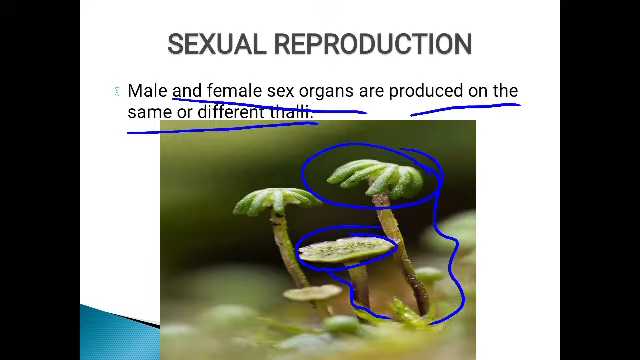 SEXUAL REPRODUCTION
Male and female sex organs are produced on the
same or different thalli.